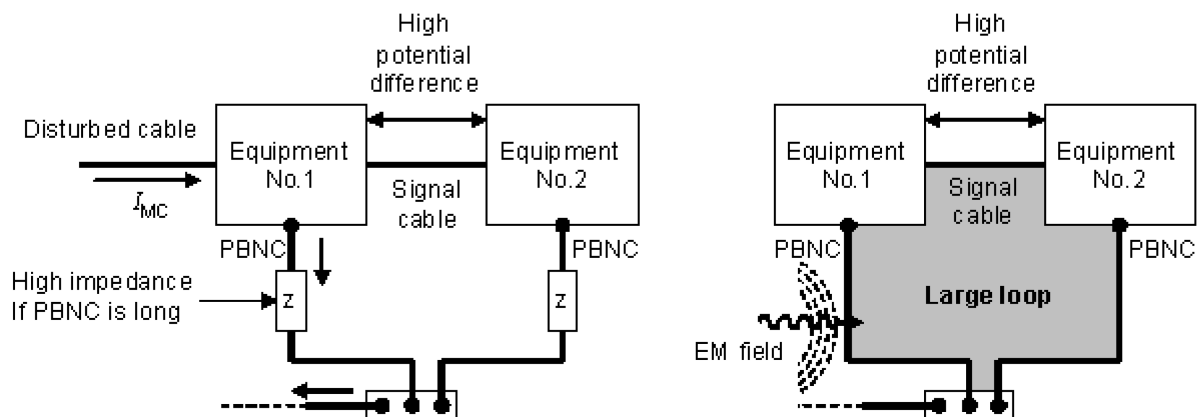 High
potential
difference
Disturbed cable
Equipment
No.1
Equipment
No.2
I_MC
Signal
cable
PBNC
PBNC
High impedance
If PBNC is long
z
z
High
potential
difference
Equipment
No.1
Equipment
No.2
Signal
cable
PBNC
PBNC
Large loop
EM field